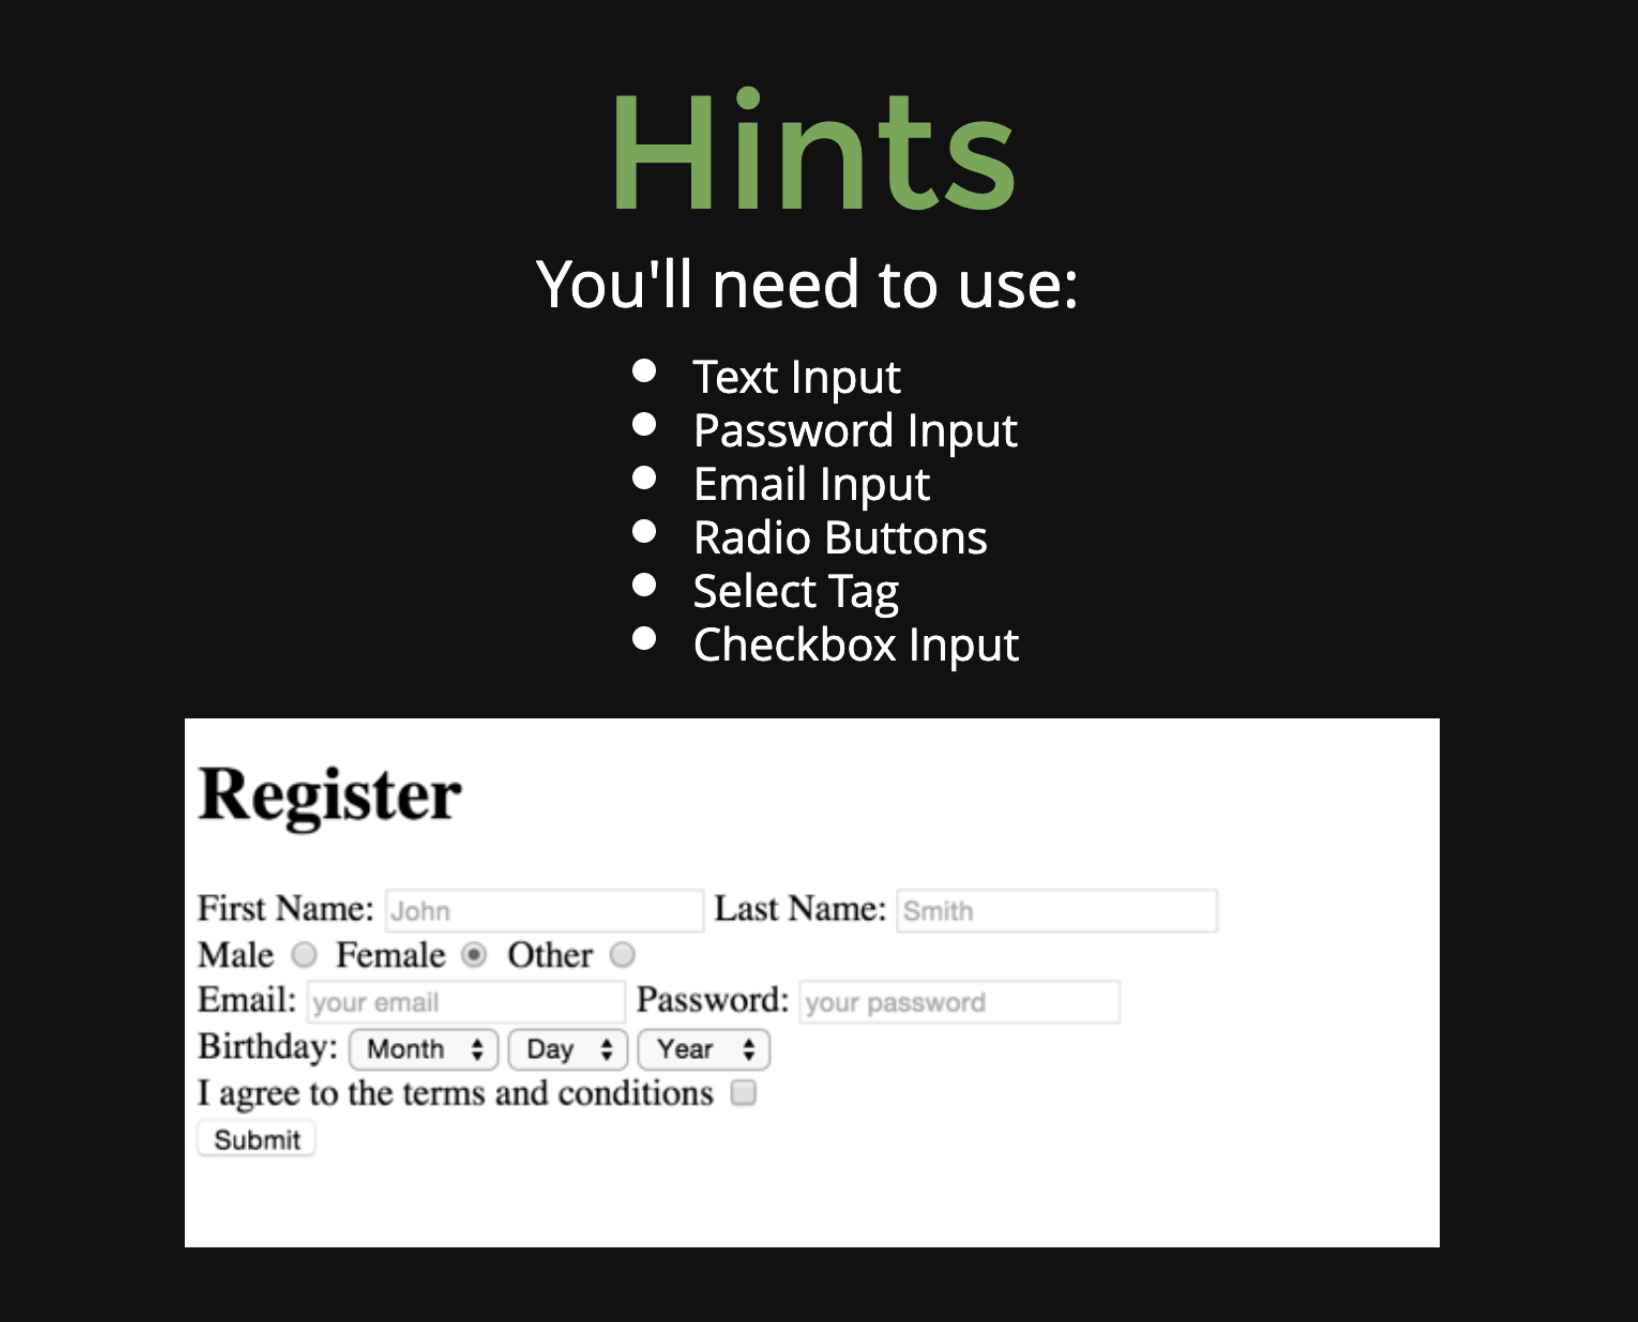 Hints
You'll need to use:
Text Input
Password Input
Email Input
Radio Buttons
Select Tag
Checkbox Input
Register
First Name: John Last Name: Smith
Male Female Other
Email: your email Password: your password
Birthday: Month Day Year
I agree to the terms and conditions
Submit